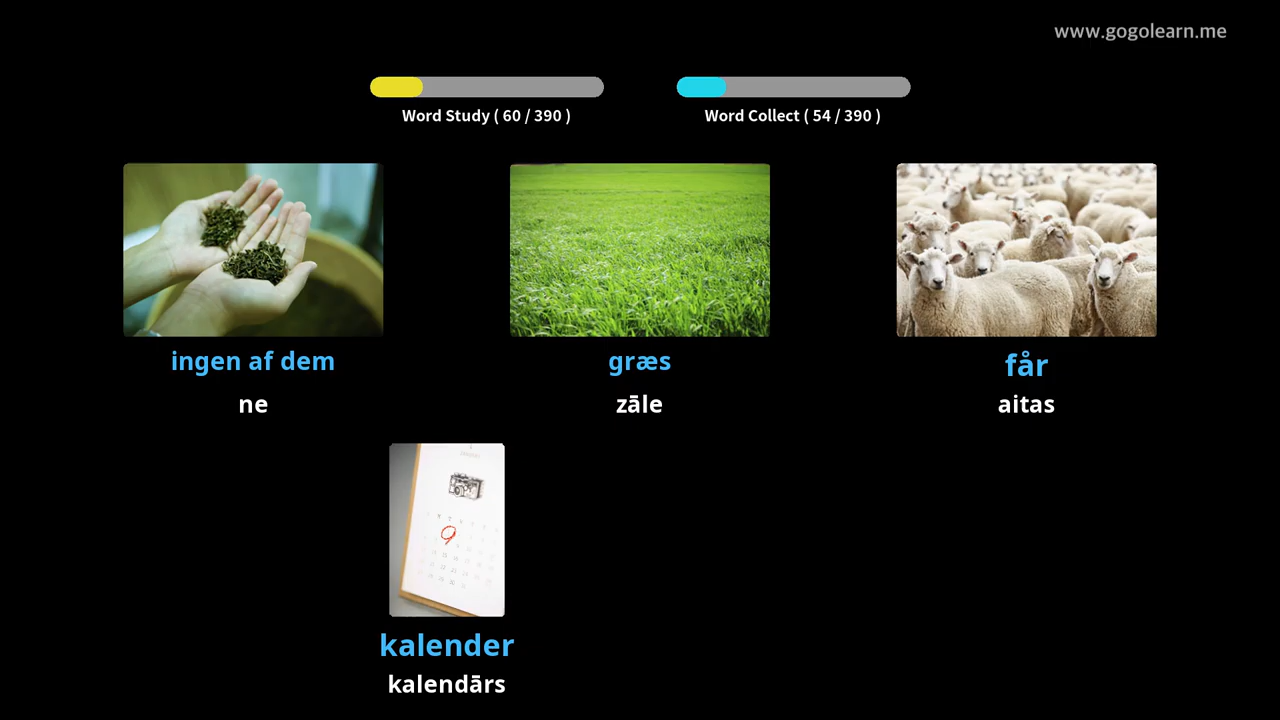 www.gogolearn.me
Word Study ( 60 / 390 )
Word Collect ( 54 / 390 )
ingen af dem
græs
får
ne
zāle
aitas
kalender
kalendārs